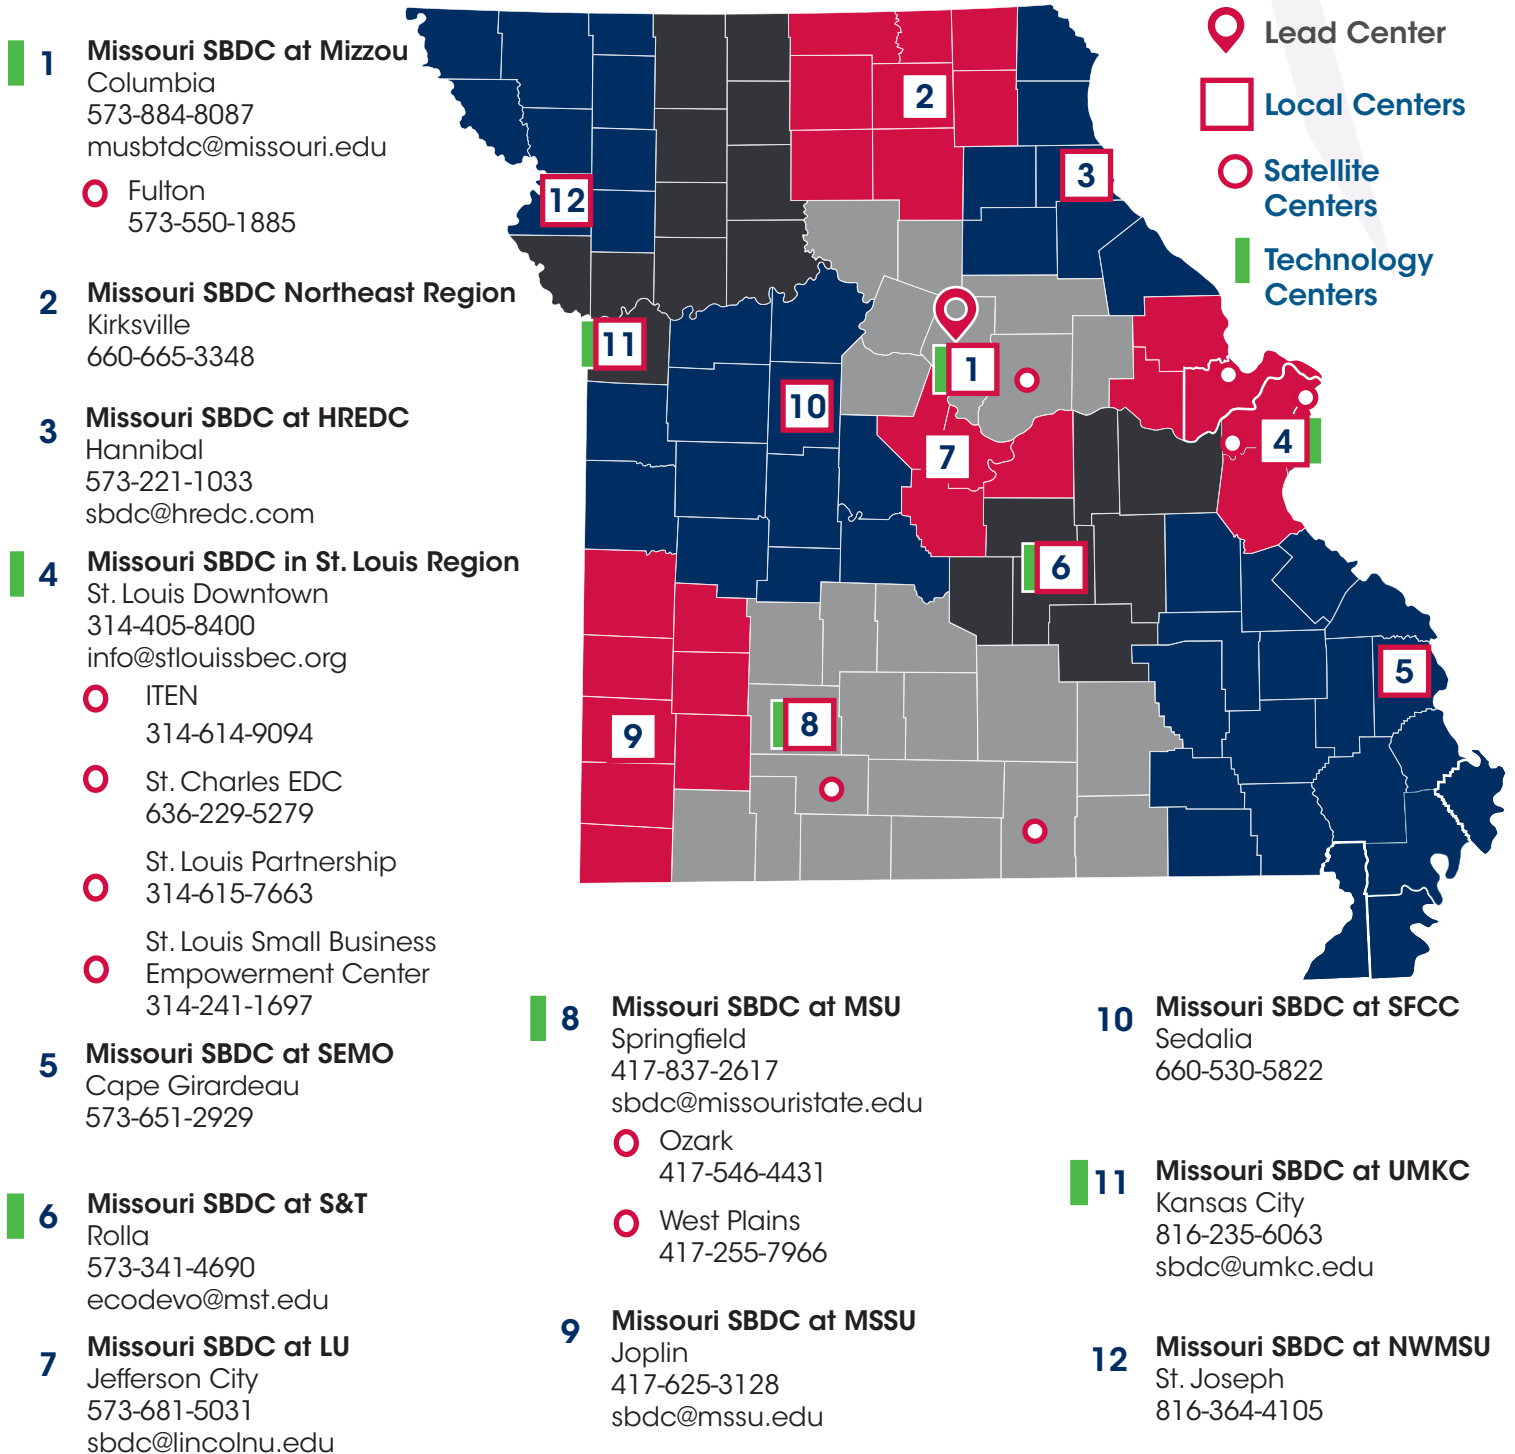 1
Missouri SBDC at Mizzou
Columbia
573-884-8087
musbtdc@missouri.edu
Fulton
573-550-1885
2
Missouri SBDC Northeast Region
Kirksville
660-665-3348
3
Missouri SBDC at HREDC
Hannibal
573-221-1033
sbdc@hredc.com
4
Missouri SBDC in St. Louis Region
St. Louis Downtown
314-405-8400
info@stlouissbec.org
ITEN
314-614-9094
St. Charles EDC
636-229-5279
St. Louis Partnership
314-615-7663
St. Louis Small Business
Empowerment Center
314-241-1697
5
Missouri SBDC at SEMO
Cape Girardeau
573-651-2929
6
Missouri SBDC at S&T
Rolla
573-341-4690
ecodevo@mst.edu
7
Missouri SBDC at LU
Jefferson City
573-681-5031
sbdc@lincolnu.edu
8
Missouri SBDC at MSU
Springfield
417-837-2617
sbdc@missouristate.edu
Ozark
417-546-4431
West Plains
417-255-7966
9
Missouri SBDC at MSSU
Joplin
417-625-3128
sbdc@mssu.edu
10
Missouri SBDC at SFCC
Sedalia
660-530-5822
11
Missouri SBDC at UMKC
Kansas City
816-235-6063
sbdc@umkc.edu
12
Missouri SBDC at NWMSU
St. Joseph
816-364-4105
Lead Center
Local Centers
Satellite
Centers
Technology
Centers
2
3
12
11
1
10
4
7
6
5
8
9